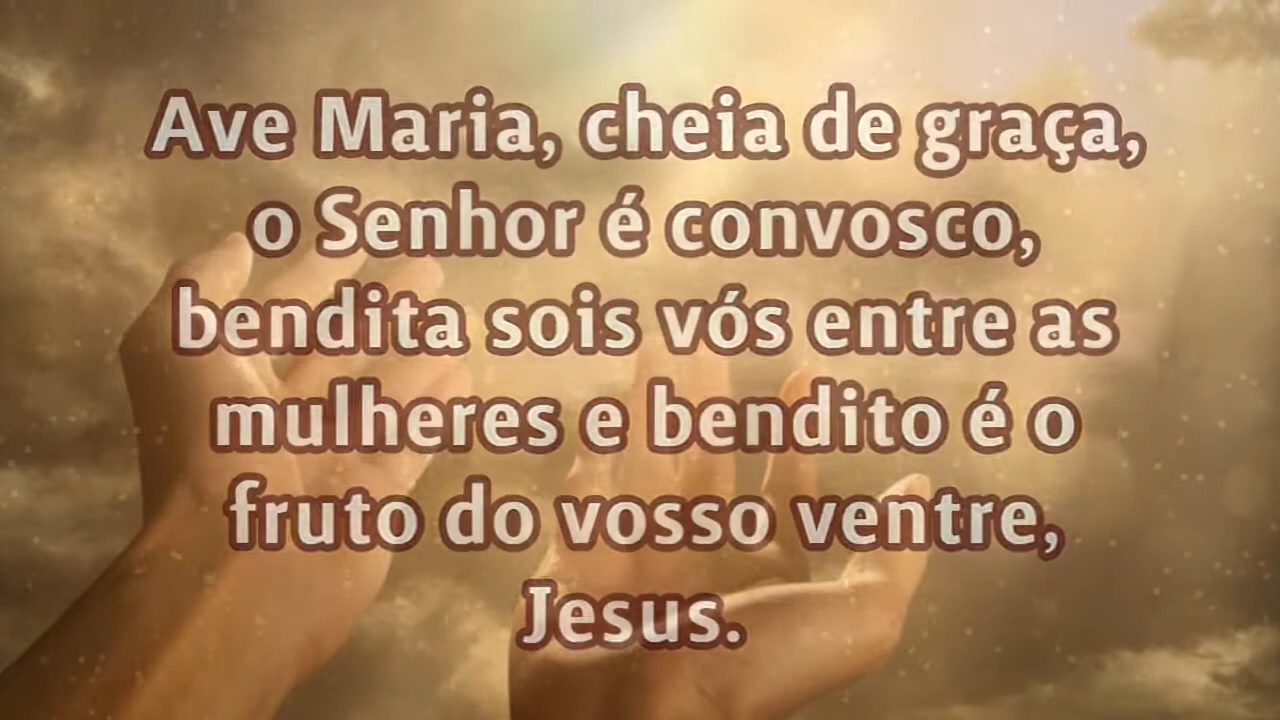 Ave Maria, cheia de graça,
o Senhor é convosco,
bendita sois vós entre as
mulheres e bendito é o
fruto do vosso ventre,
Jesus.